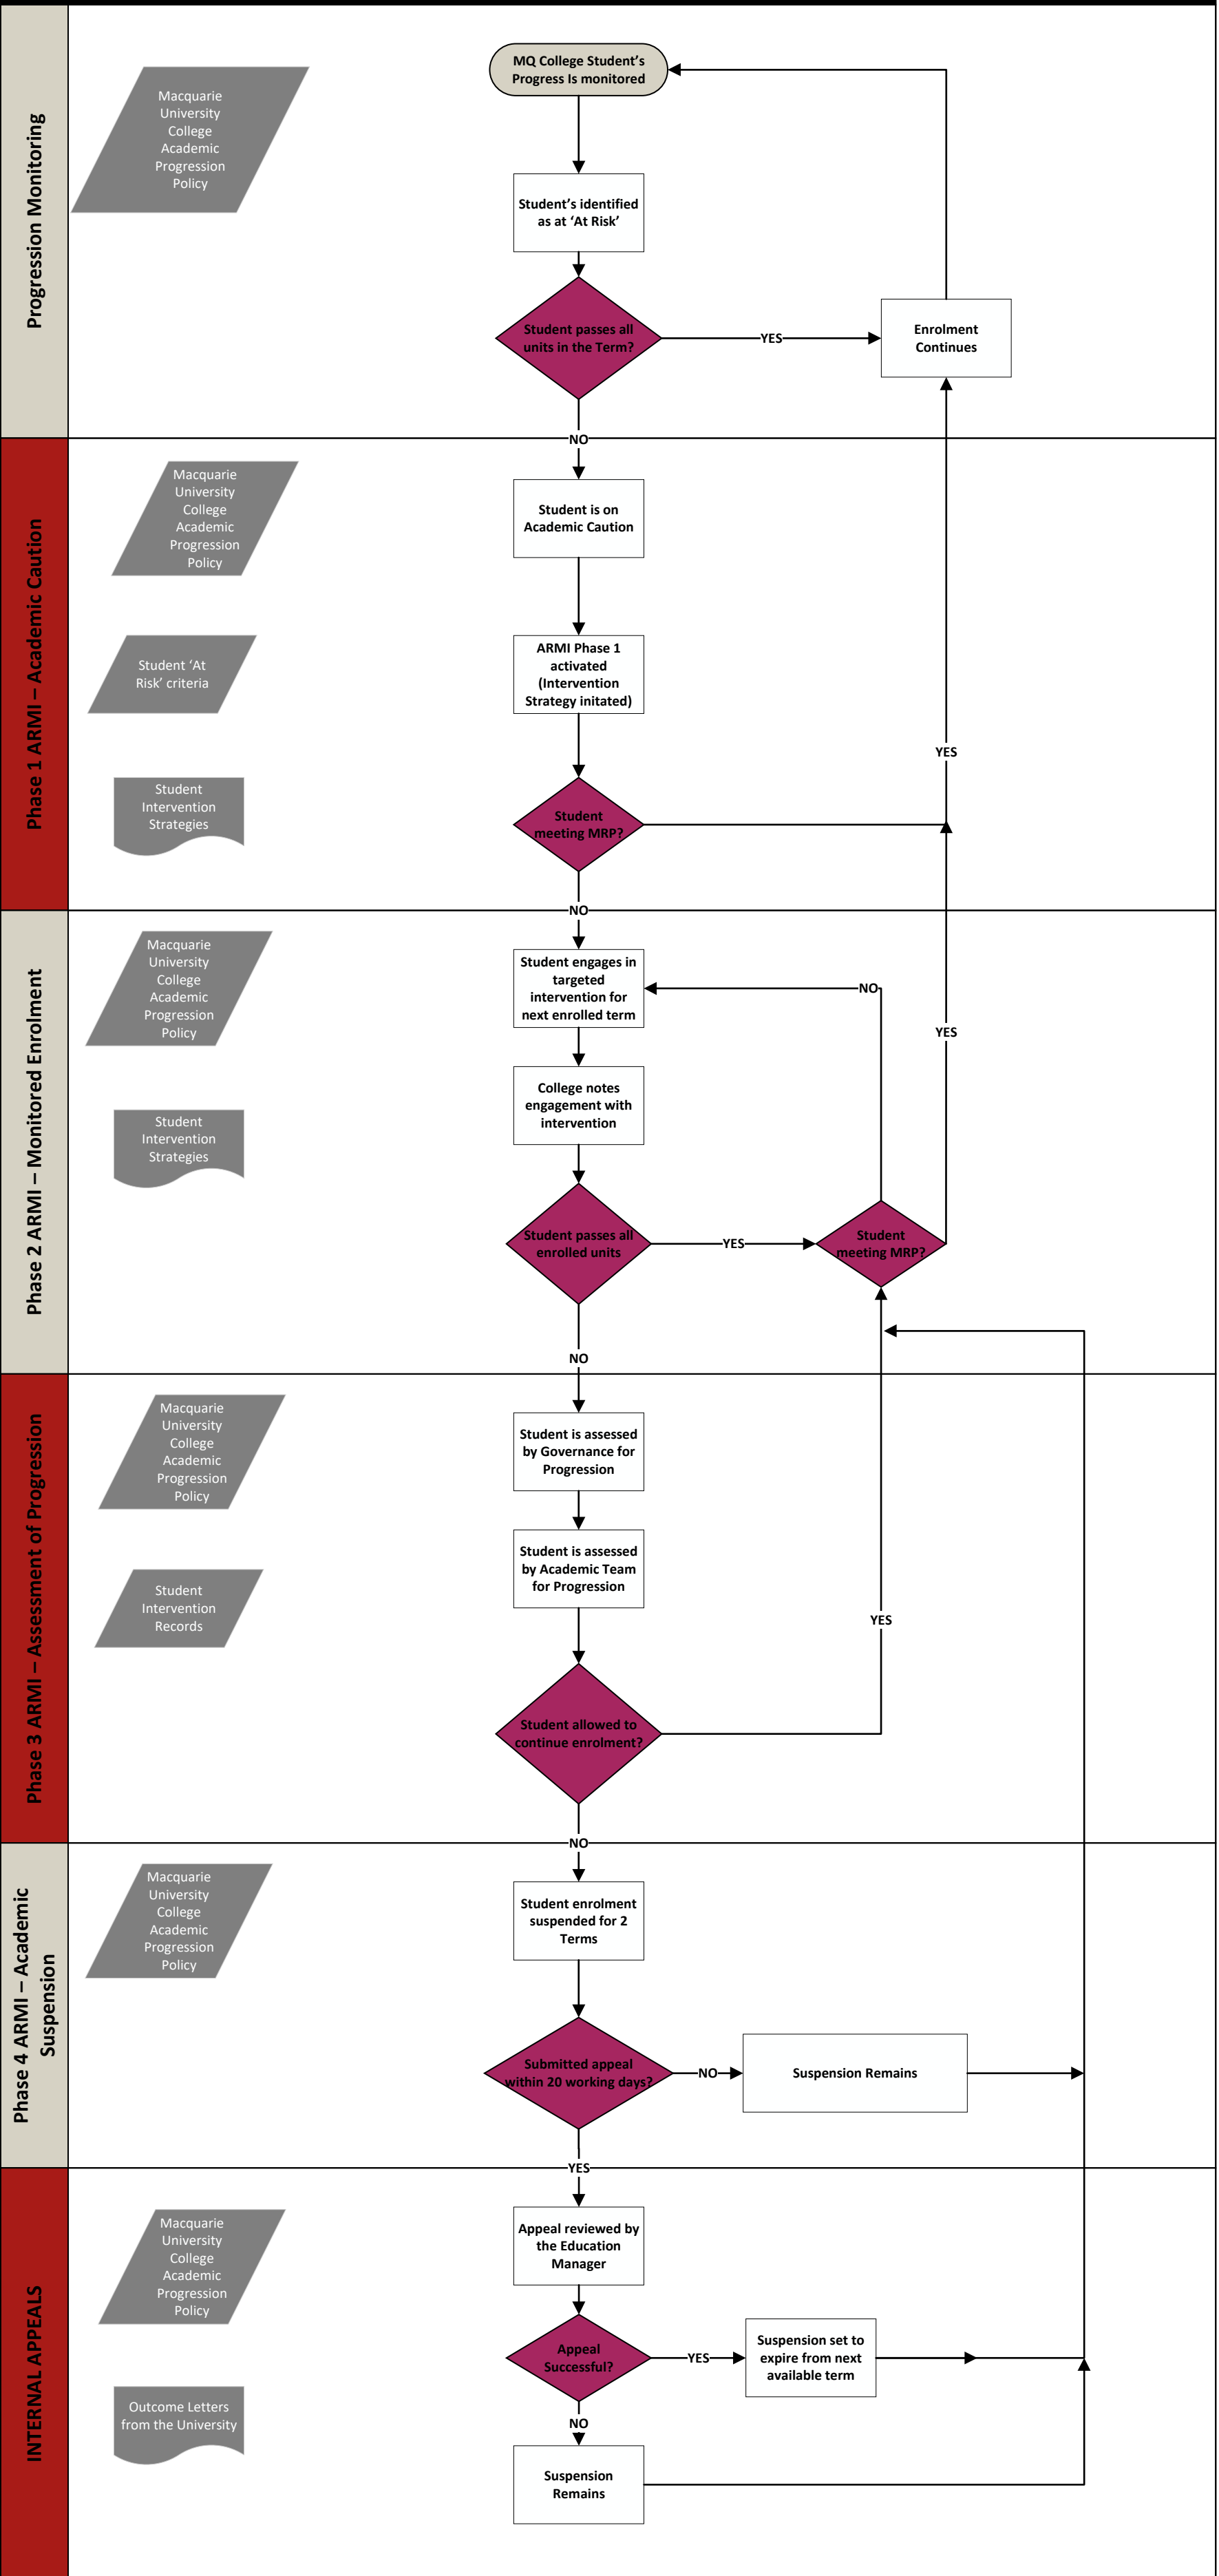 Progression Monitoring
Macquarie
University
College
Academic
Progression
Policy
MQ College Student's
Progress Is monitored
Student's identified
as at 'At Risk'
Student passes all
units in the Term?
YES
Enrolment
Continues
NO
Phase 1 ARMI – Academic Caution
Macquarie
University
College
Academic
Progression
Policy
Student is on
Academic Caution
Student 'At
Risk' criteria
ARMI Phase 1
activated
(Intervention
Strategy initated)
YES
Student
Intervention
Strategies
Student
meeting MRP?
NO
Phase 2 ARMI – Monitored Enrolment
Macquarie
University
College
Academic
Progression
Policy
Student engages in
targeted
intervention for
next enrolled term
NO
YES
College notes
engagement with
intervention
Student
Intervention
Strategies
Student passes all
enrolled units
YES
Student
meeting MRP?
NO
Phase 3 ARMI – Assessment of Progression
Macquarie
University
College
Academic
Progression
Policy
Student is assessed
by Governance for
Progression
Student
Intervention
Records
Student is assessed
by Academic Team
for Progression
YES
Student allowed to
continue enrolment?
NO
Phase 4 ARMI – Academic
Suspension
Macquarie
University
College
Academic
Progression
Policy
Student enrolment
suspended for 2
Terms
Submitted appeal
within 20 working days?
NO
Suspension Remains
YES
INTERNAL APPEALS
Macquarie
University
College
Academic
Progression
Policy
Appeal reviewed by
the Education
Manager
Appeal
Successful?
YES
Suspension set to
expire from next
available term
Outcome Letters
from the University
NO
Suspension
Remains